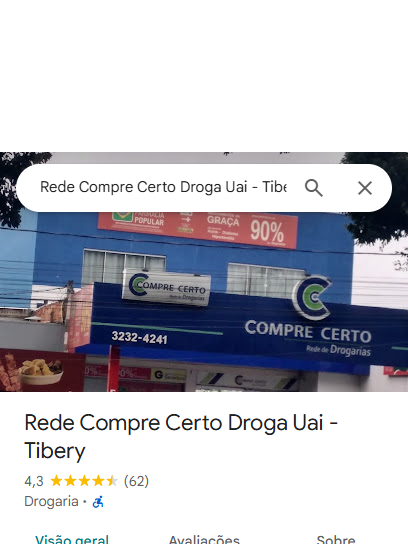 Rede Compre Certo Droga Uai - Tibe
FARMÁCIA
POPULAR
GRAÇA
90%
COMPRE CERTO
Rede de Drogarias
COMPRE CERTO
Rede de Drogarias
3232-4241
90%
Rede Compre Certo Droga Uai -
Tibery
4,3 (62)
Drogaria ·
Visão geral
Avaliações
Sobre